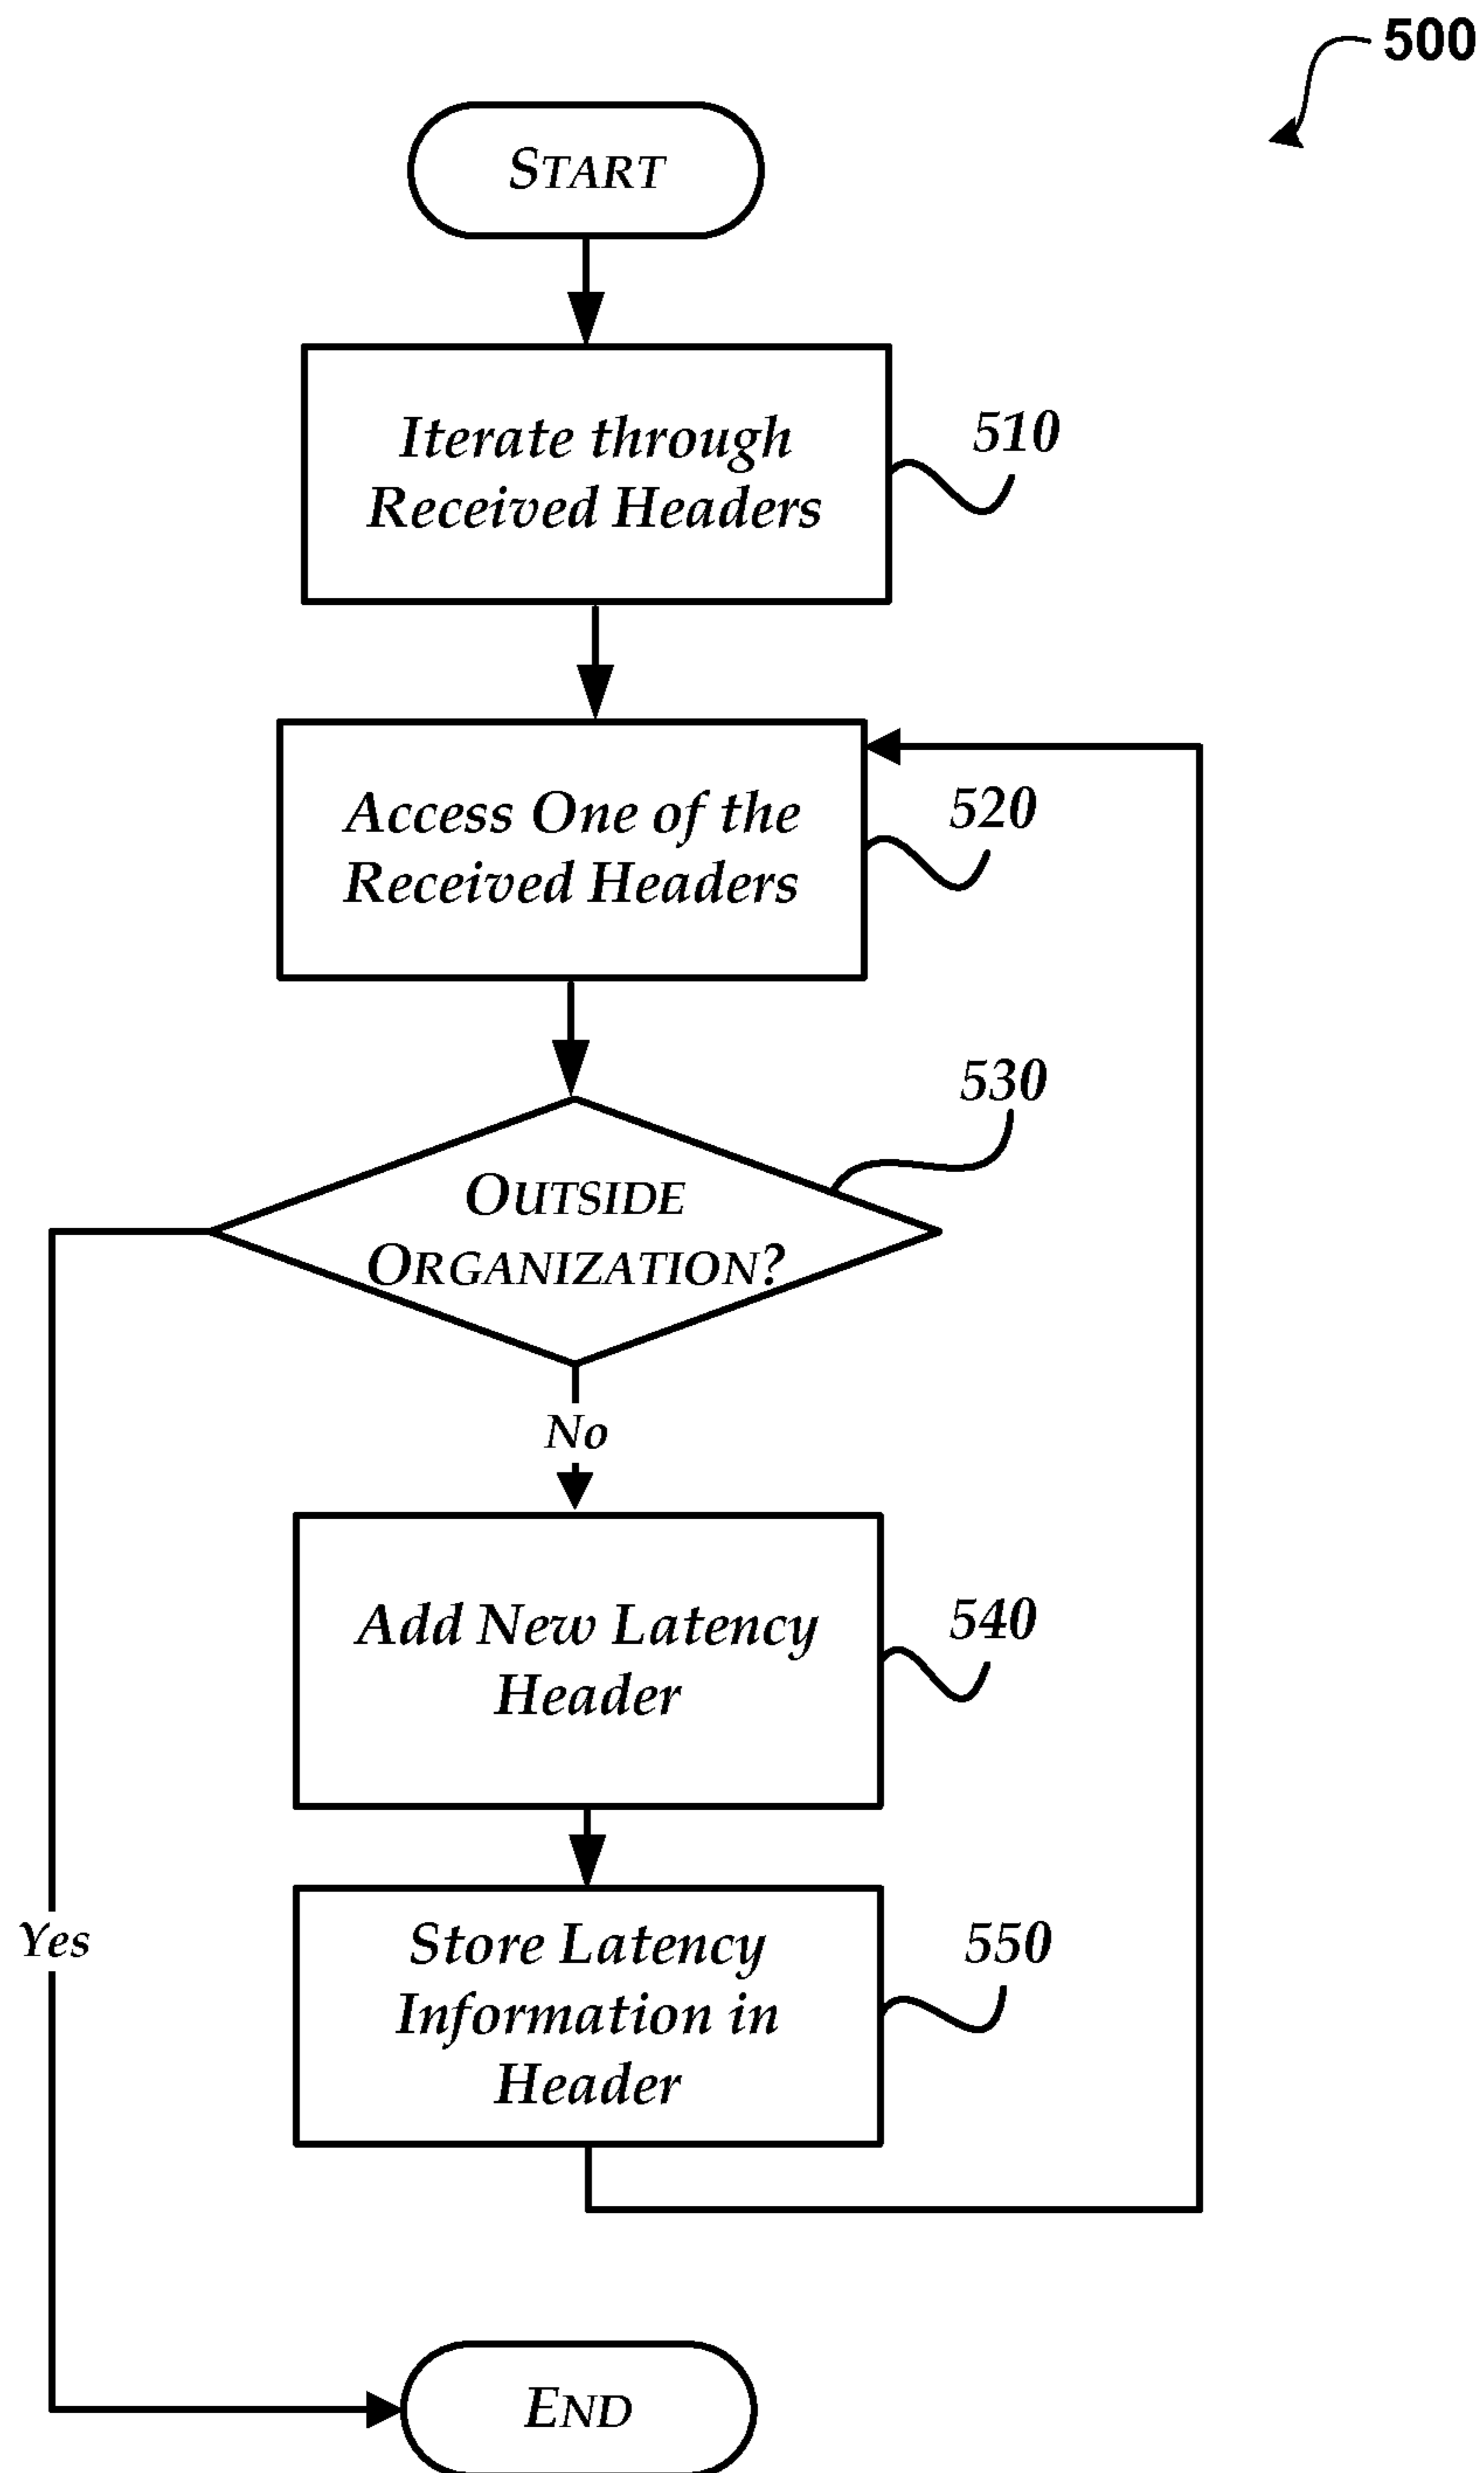 500
START
Iterate through
Received Headers
510
Access One of the
Received Headers
520
530
OUTSIDE
ORGANIZATION?
No
Add New Latency
Header
540
Store Latency
Information in
Header
550
Yes
END